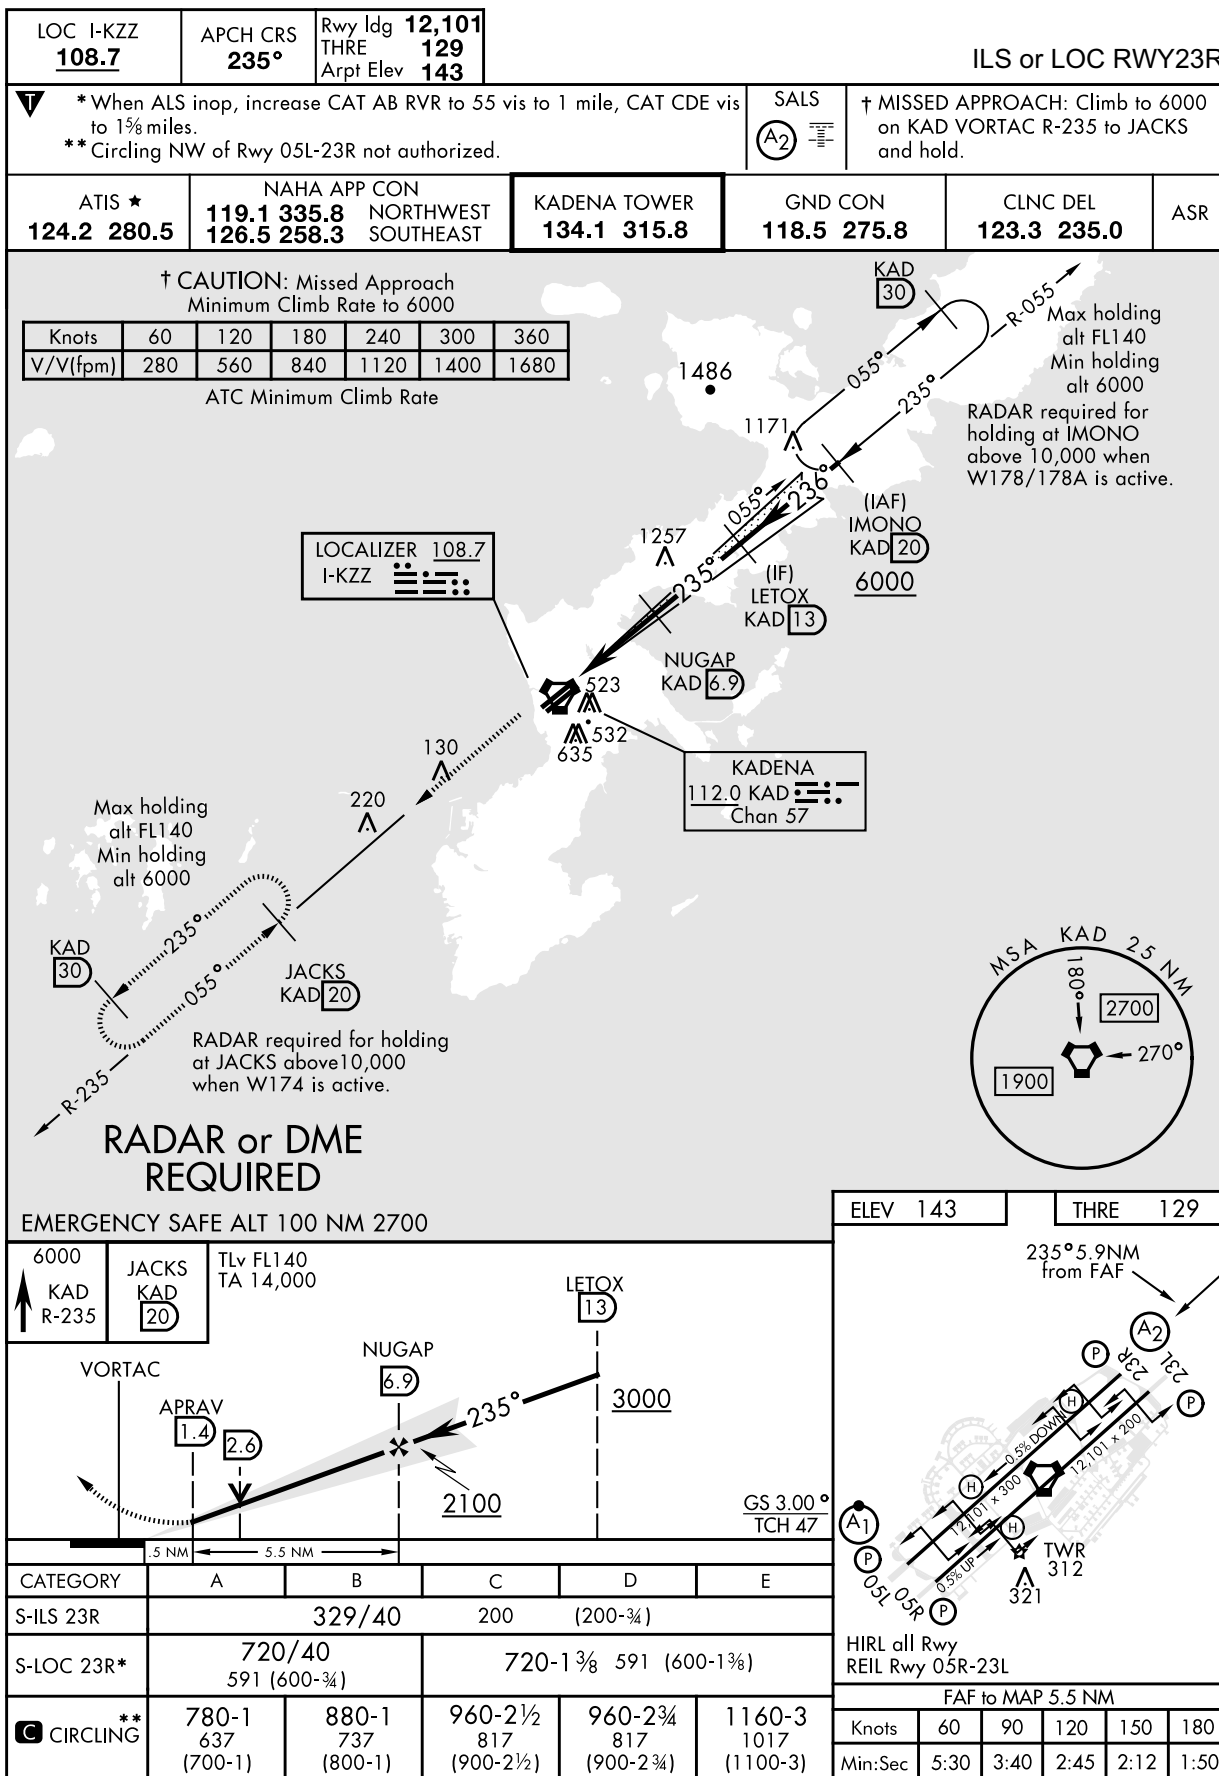 LOC I-KZZ
108.7
APCH CRS
235°
Rwy ldg 12,101
THRE 129
Arpt Elev 143
ILS or LOC RWY23R
T
* When ALS inop, increase CAT AB RVR to 55 vis to 1 mile, CAT CDE vis
to 1⅝ miles.
** Circling NW of Rwy 05L-23R not authorized.
SALS
A2
† MISSED APPROACH: Climb to 6000
on KAD VORTAC R-235 to JACKS
and hold.
ATIS ★
124.2 280.5
NAHA APP CON
119.1 335.8 NORTHWEST
126.5 258.3 SOUTHEAST
KADENA TOWER
134.1 315.8
GND CON
118.5 275.8
CLNC DEL
123.3 235.0
ASR
† CAUTION: Missed Approach
Minimum Climb Rate to 6000
Knots 60 120 180 240 300 360
V/V(fpm) 280 560 840 1120 1400 1680
ATC Minimum Climb Rate
KAD
30
R-055
Max holding
alt FL140
Min holding
alt 6000
RADAR required for
holding at IMONO
above 10,000 when
W178/178A is active.
055°
235°
1486
1171
236°
055°
(IAF)
IMONO
KAD 20
6000
1257
LOCALIZER 108.7
I-KZZ
235°
(IF)
LETOX
KAD 13
NUGAP
KAD 6.9
523
532
635
KADENA
112.0 KAD
Chan 57
130
220
Max holding
alt FL140
Min holding
alt 6000
235°
055°
KAD
30
JACKS
KAD 20
RADAR required for holding
at JACKS above10,000
when W174 is active.
R-235
MSA KAD 25 NM
180°
2700
270°
1900
RADAR or DME
REQUIRED
EMERGENCY SAFE ALT 100 NM 2700
ELEV 143
THRE 129
6000
KAD
R-235
JACKS
KAD
20
TLv FL140
TA 14,000
LETOX
13
NUGAP
6.9
VORTAC
APRAV
1.4
2.6
235°
3000
2100
GS 3.00°
TCH 47
.5 NM
5.5 NM
235° 5.9NM
from FAF
A2
P
23R
23L
P
H
0.5% DOWN
12,101 x 200
H
12,101 x 300
A1
H
P
0.5% UP
TWR
312
321
05L
05R
P
HIRL all Rwy
REIL Rwy 05R-23L
CATEGORY A B C D E
S-ILS 23R 329/40 200 (200-¾)
S-LOC 23R* 720/40 591 (600-¾) 720-1⅜ 591 (600-1⅜)
C CIRCLING ** 780-1 880-1 960-2½ 960-2¾ 1160-3
637 737 817 817 1017
(700-1) (800-1) (900-2½) (900-2¾) (1100-3)
FAF to MAP 5.5 NM
Knots 60 90 120 150 180
Min:Sec 5:30 3:40 2:45 2:12 1:50